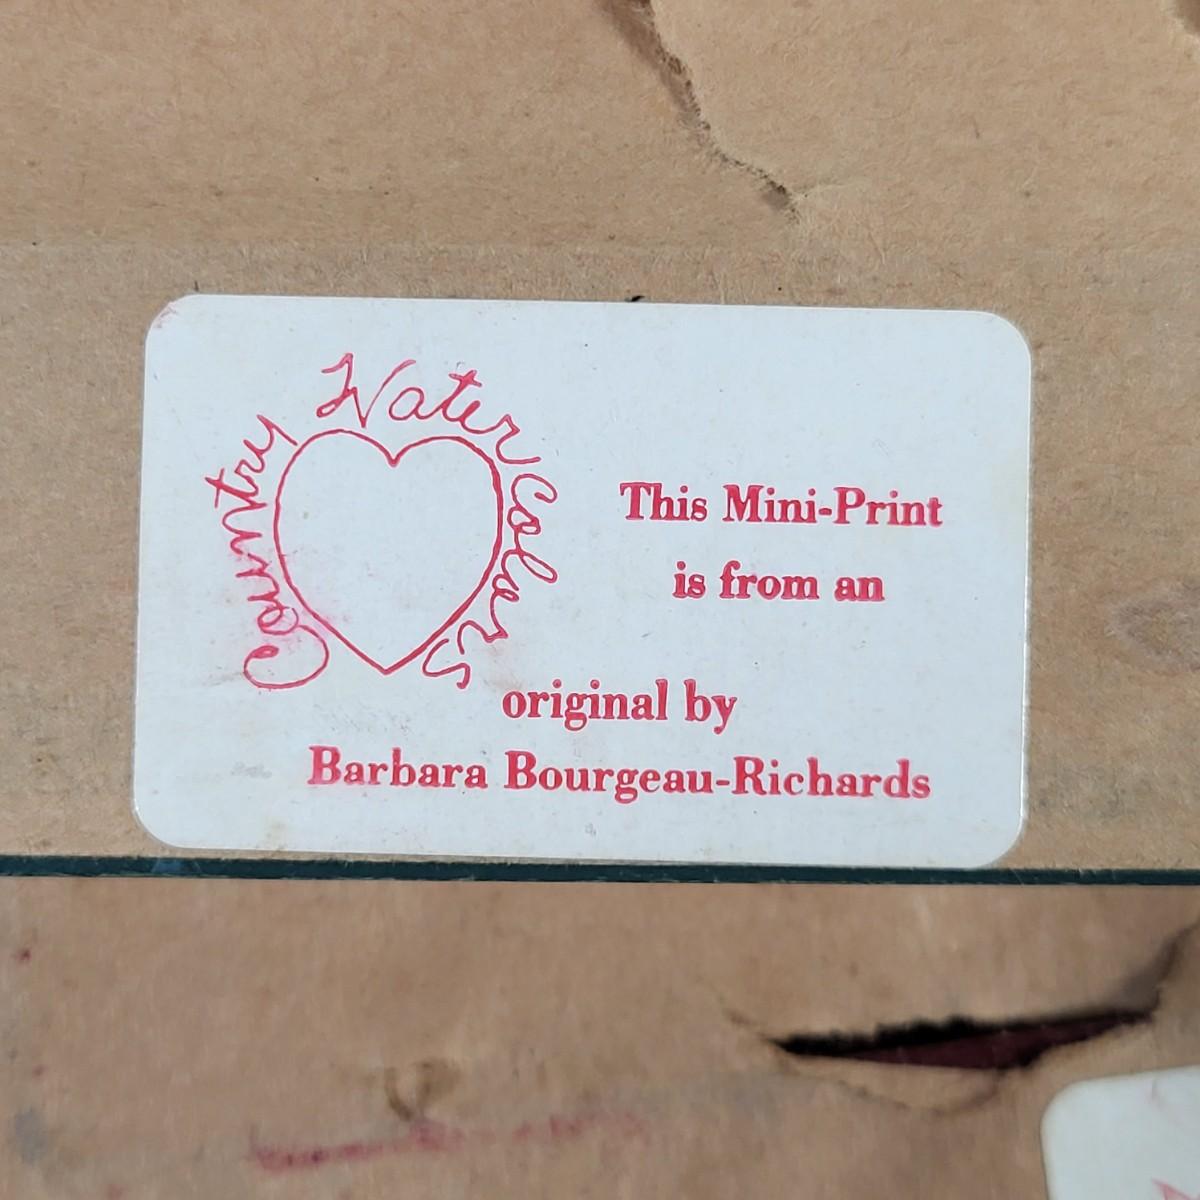 Country Water Colors
This Mini-Print
is from an
original by
Barbara Bourgeau-Richards